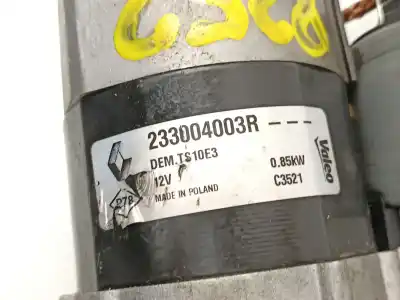 233004003R---
DEM.TS10E3
Valeo
12V
0.85kW
MADE IN POLAND
C3521